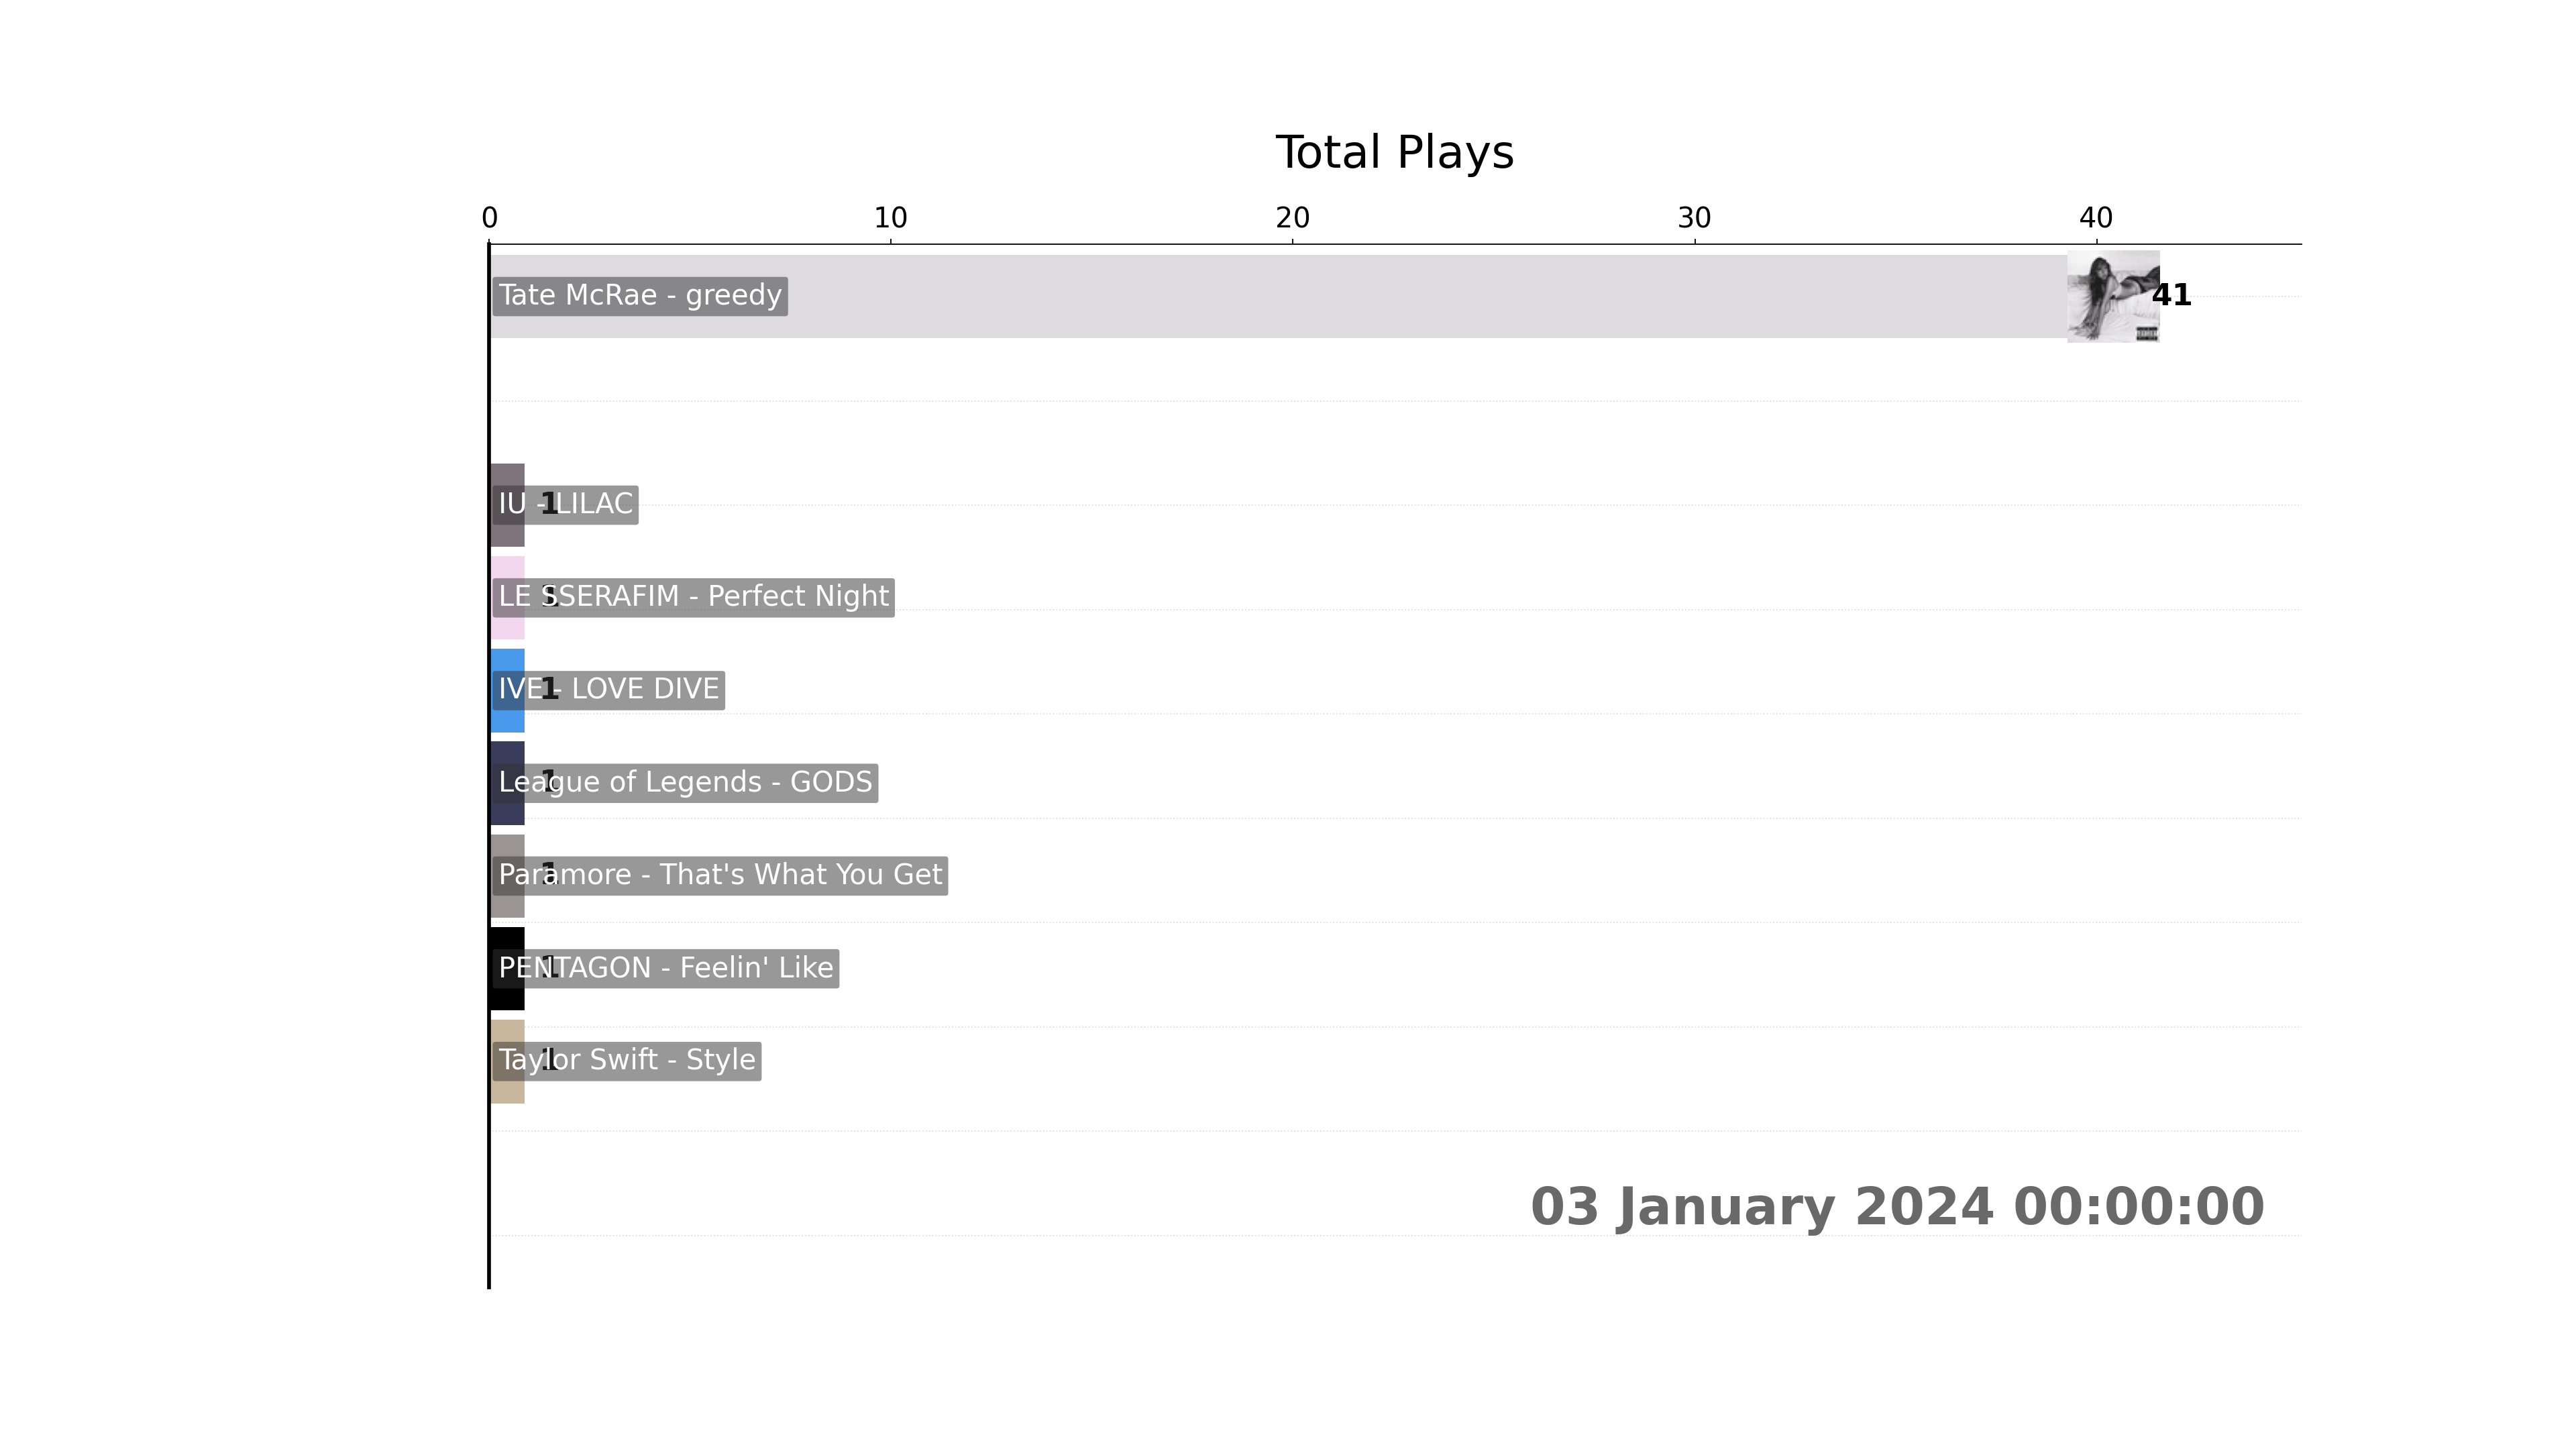 Total Plays
0 10 20 30 40
Tate McRae - greedy 41
IU - LILAC 1
LE SSERAFIM - Perfect Night 1
IVE - LOVE DIVE 1
League of Legends - GODS 1
Paramore - That's What You Get 1
PENTAGON - Feelin' Like 1
Taylor Swift - Style 1
03 January 2024 00:00:00